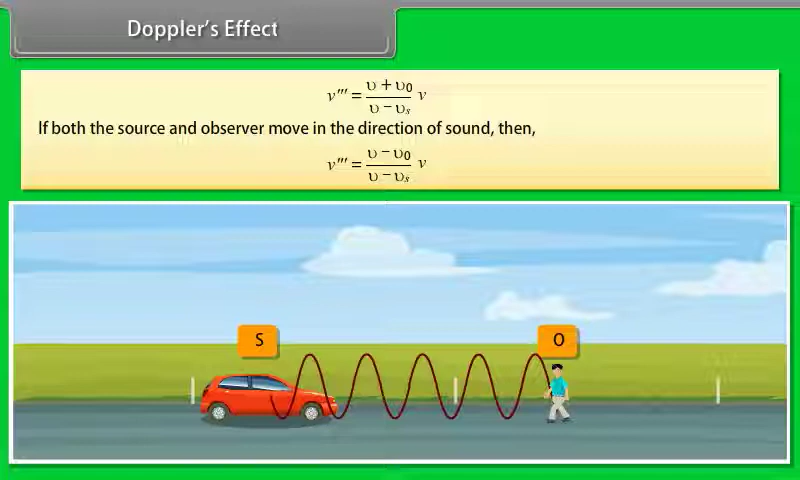 Doppler's Effect
ν''' = (υ + υ₀)/(υ − υₛ) ν
If both the source and observer move in the direction of sound, then,
ν''' = (υ − υ₀)/(υ − υₛ) ν
S
O